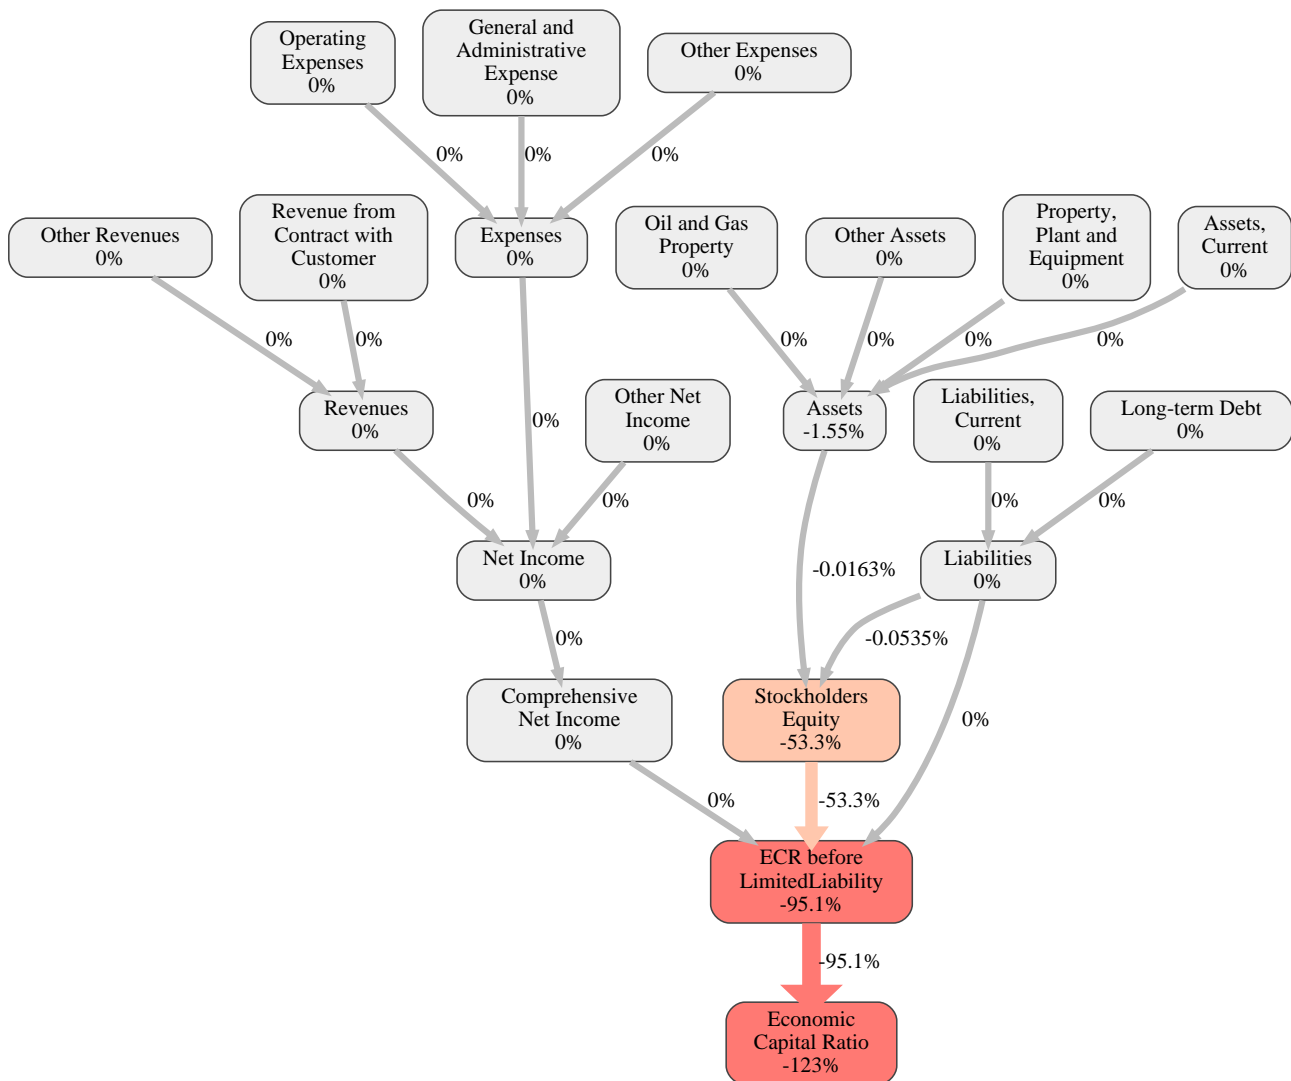 Operating
Expenses
0%
General and
Administrative
Expense
0%
Other Expenses
0%
0%
0%
0%
Other Revenues
0%
Revenue from
Contract with
Customer
0%
Expenses
0%
Oil and Gas
Property
0%
Other Assets
0%
Property,
Plant and
Equipment
0%
Assets,
Current
0%
0%
0%
0%
0%
0%
0%
0%
Revenues
0%
Other Net
Income
0%
Assets
-1.55%
Liabilities,
Current
0%
Long-term Debt
0%
0%
0%
0%
0%
Net Income
0%
-0.0163%
Liabilities
0%
0%
-0.0535%
Comprehensive
Net Income
0%
Stockholders
Equity
-53.3%
0%
0%
-53.3%
ECR before
LimitedLiability
-95.1%
-95.1%
Economic
Capital Ratio
-123%